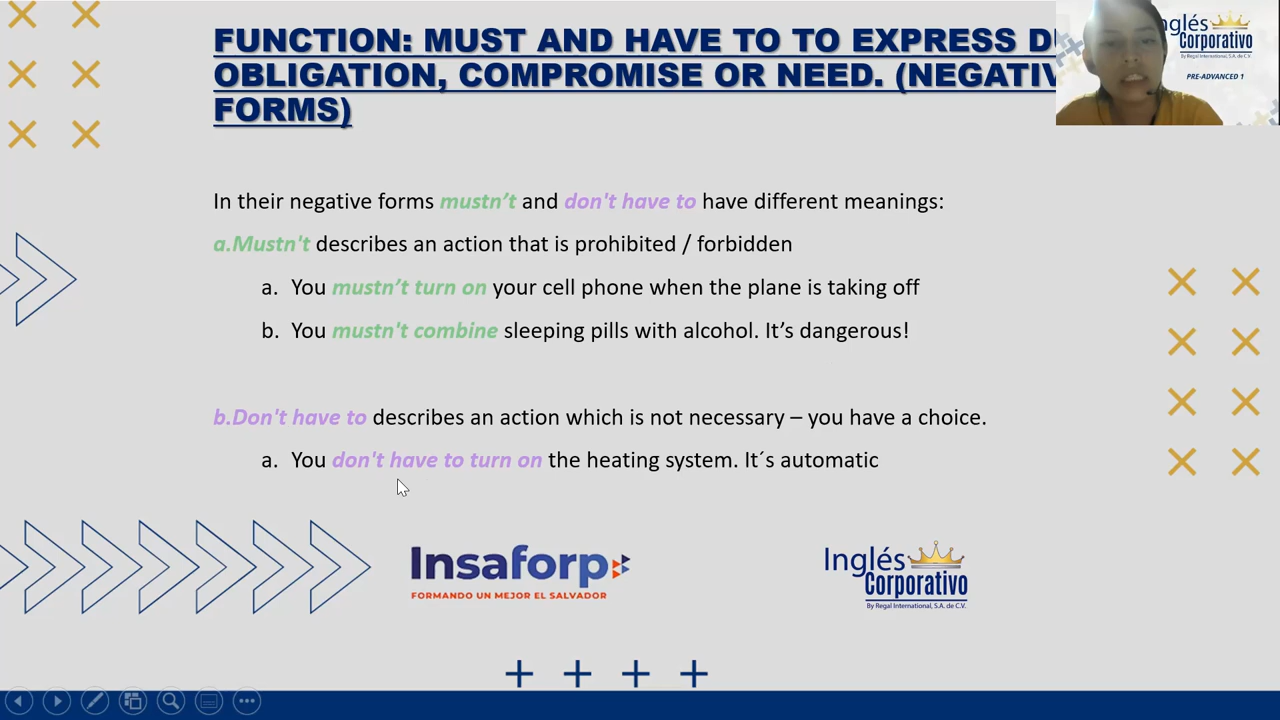 FUNCTION: MUST AND HAVE TO TO EXPRESS
OBLIGATION, COMPROMISE OR NEED.
FORMS)
Inglés
Corporativo
By Regal International, S.A. de C.V.
PRE-ADVANCED 1
In their negative forms mustn’t and don't have to have different meanings:
a.Mustn't describes an action that is prohibited / forbidden
a. You mustn’t turn on your cell phone when the plane is taking off
b. You mustn't combine sleeping pills with alcohol. It’s dangerous!
b.Don't have to describes an action which is not necessary – you have a choice.
a. You don't have to turn on the heating system. It´s automatic
Insaforp
FORMANDO UN MEJOR EL SALVADOR
Inglés
Corporativo
By Regal International, S.A. de C.V.